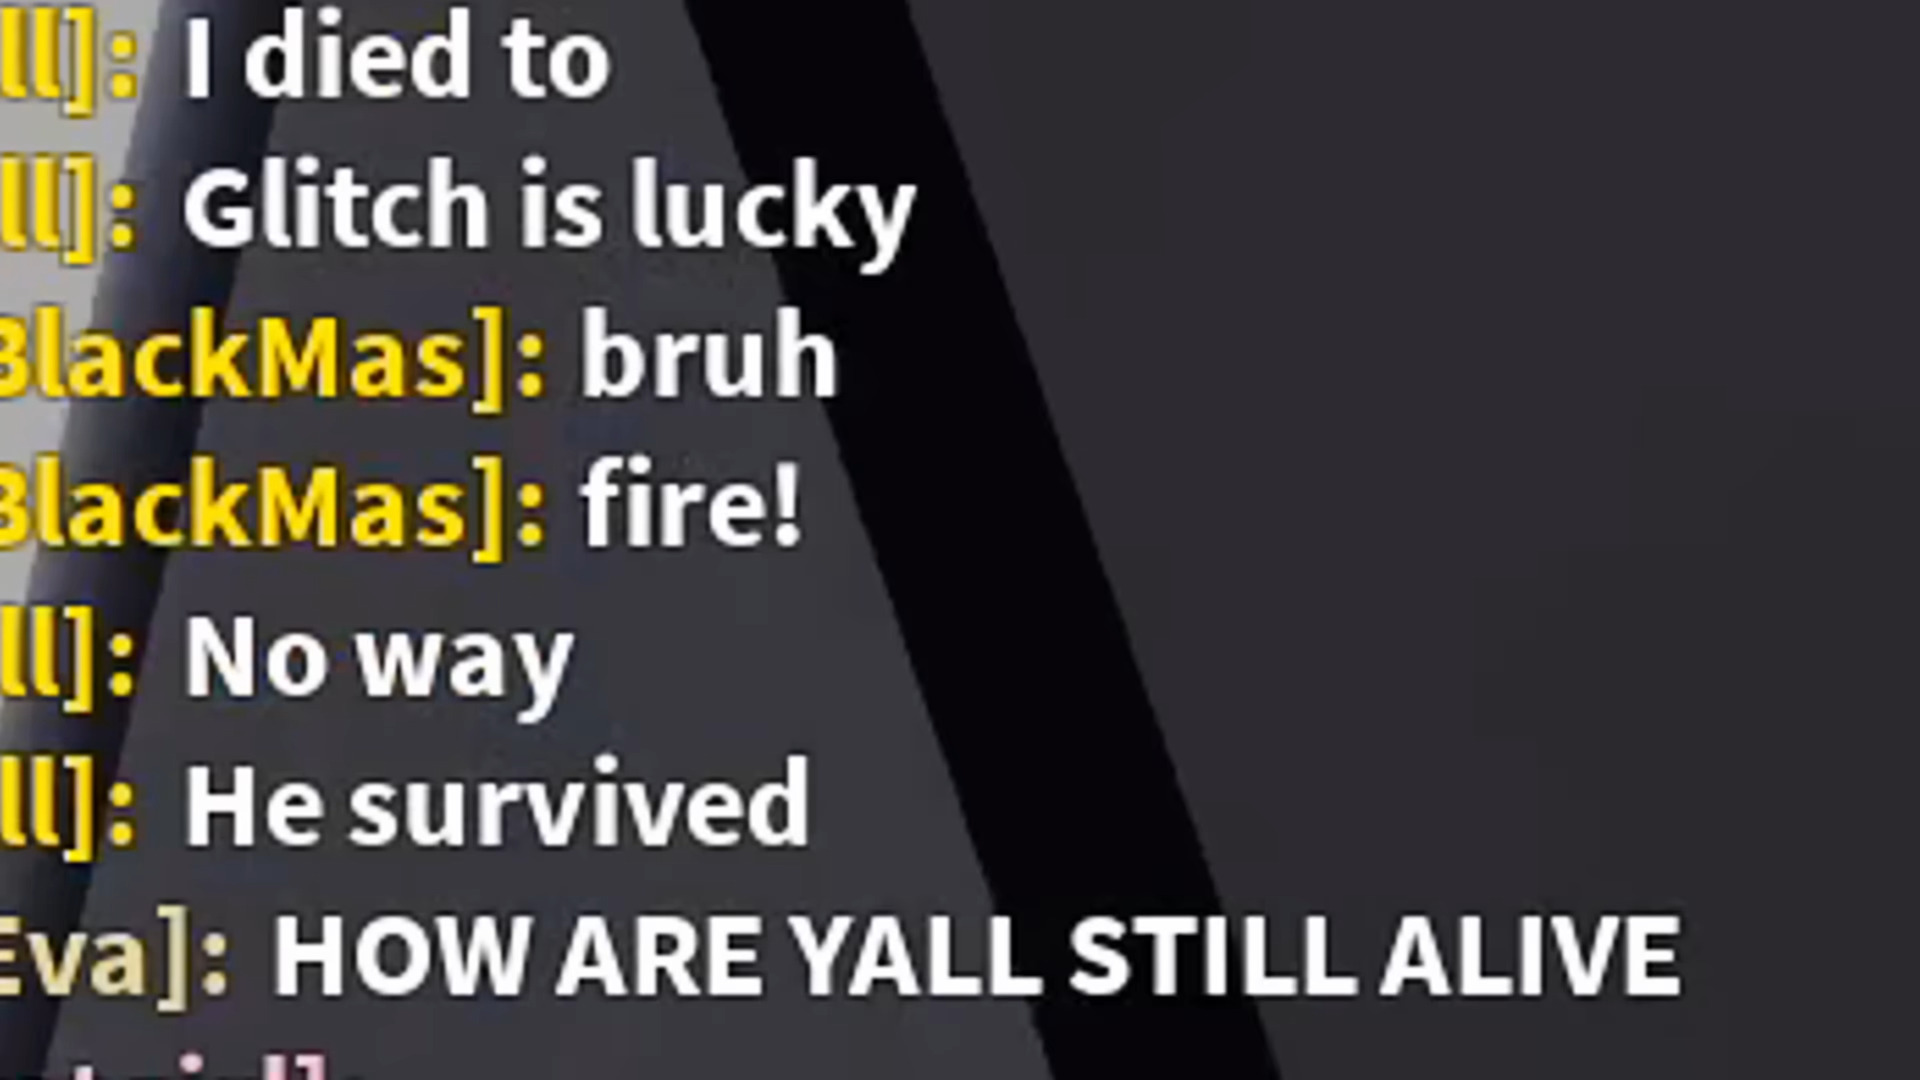 ll]: I died to
ll]: Glitch is lucky
BlackMas]: bruh
BlackMas]: fire!
ll]: No way
ll]: He survived
Eva]: HOW ARE YALL STILL ALIVE